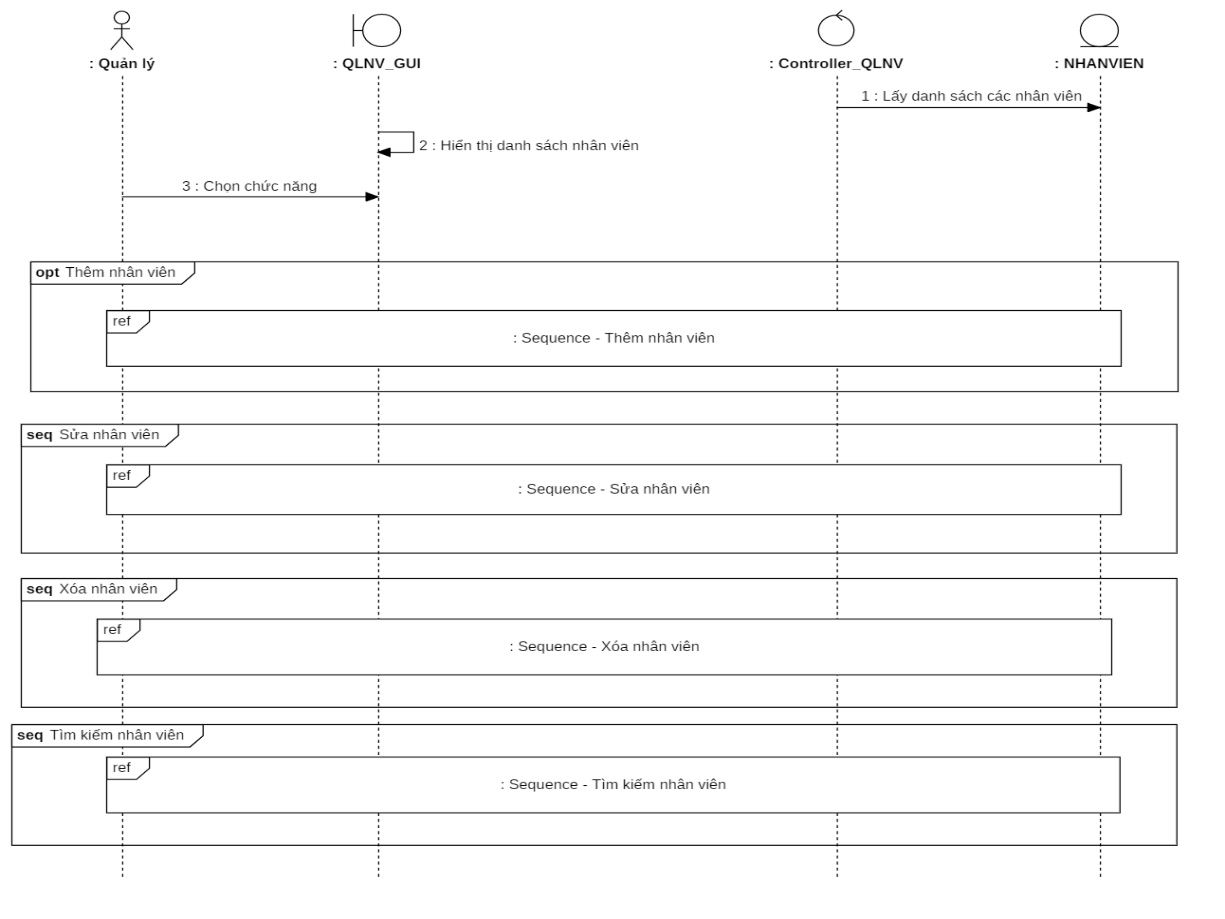 : Quản lý
: QLNV_GUI
: Controller_QLNV
: NHANVIEN
1 : Lấy danh sách các nhân viên
2 : Hiển thị danh sách nhân viên
3 : Chọn chức năng
opt Thêm nhân viên
ref
: Sequence - Thêm nhân viên
seq Sửa nhân viên
ref
: Sequence - Sửa nhân viên
seq Xóa nhân viên
ref
: Sequence - Xóa nhân viên
seq Tìm kiếm nhân viên
ref
: Sequence - Tìm kiếm nhân viên